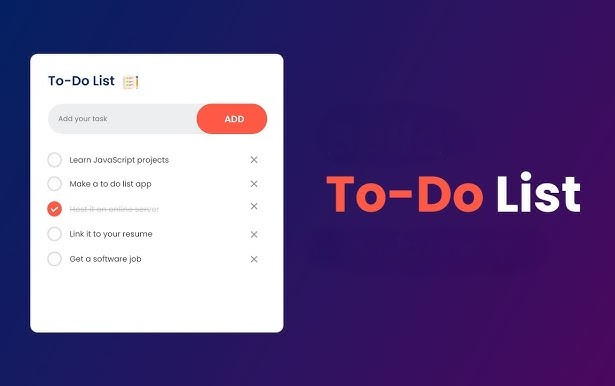 To-Do List
Add your task
ADD
Learn JavaScript projects
Make a to do list app
Host it on online server
Link it to your resume
Get a software job
To-Do List